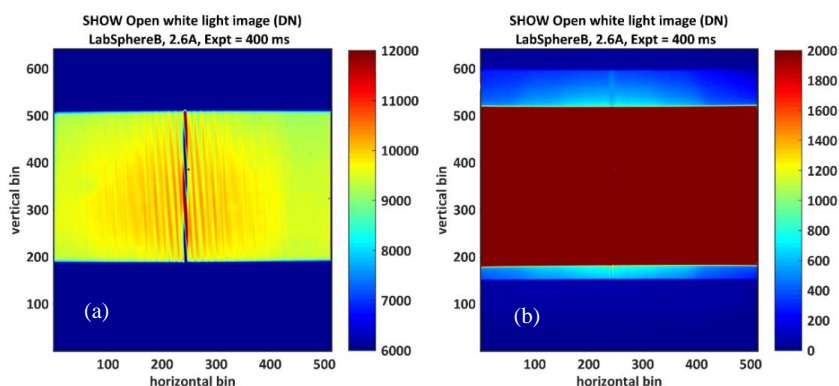 SHOW Open white light image (DN)
LabSphereB, 2.6A, Expt = 400 ms
600
500
400
300
200
100
vertical bin
100 200 300 400 500
horizontal bin
(a)
12000
11000
10000
9000
8000
7000
6000
SHOW Open white light image (DN)
LabSphereB, 2.6A, Expt = 400 ms
600
500
400
300
200
100
vertical bin
100 200 300 400 500
horizontal bin
(b)
2000
1800
1600
1400
1200
1000
800
600
400
200
0